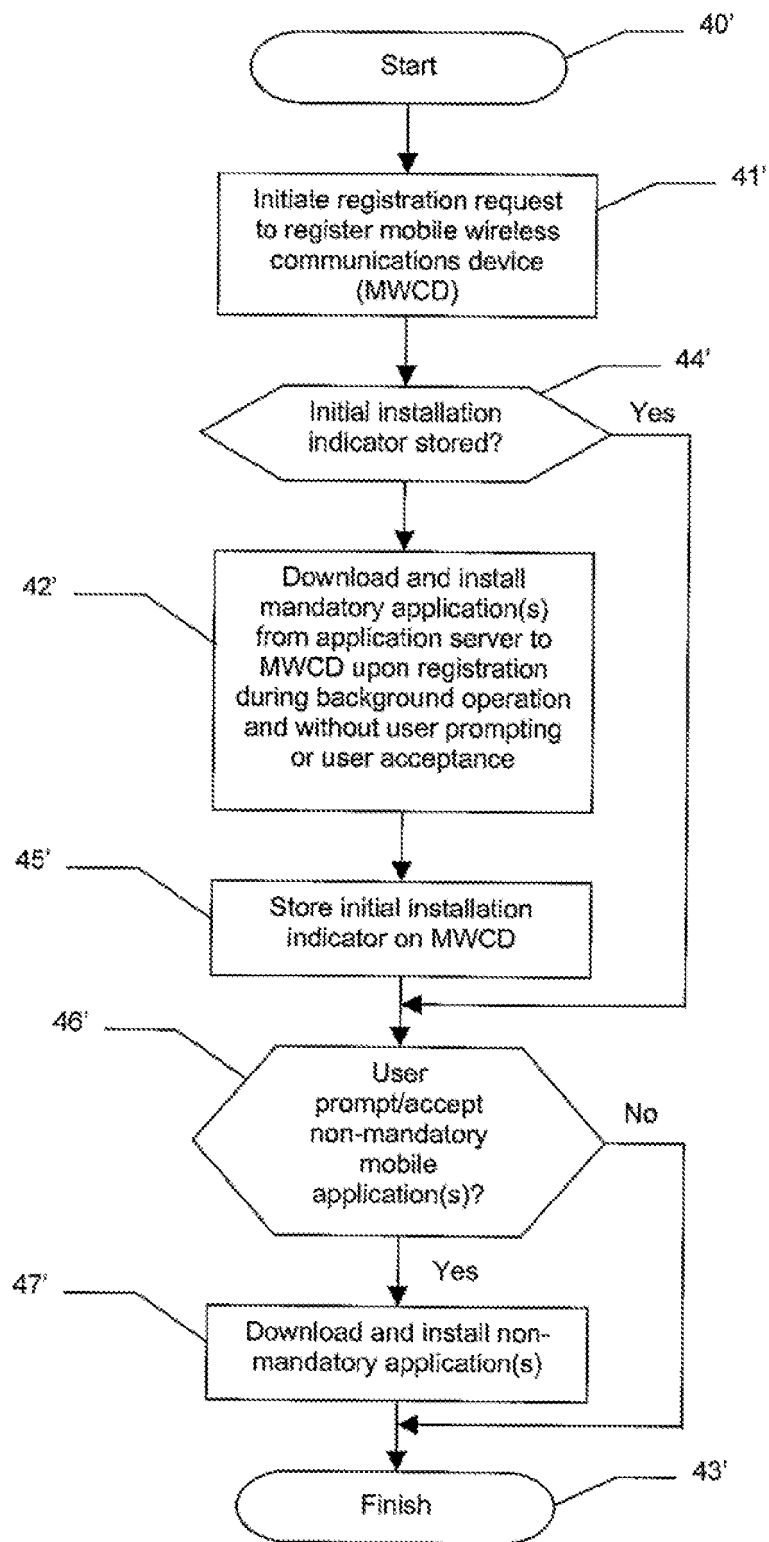 40'
Start
41'
Initiate registration request
to register mobile wireless
communications device
(MWCD)
44'
Initial installation
indicator stored?
Yes
42'
Download and install
mandatory application(s)
from application server to
MWCD upon registration
during background operation
and without user prompting
or user acceptance
45'
Store initial installation
indicator on MWCD
46'
User
prompt/accept
non-mandatory
mobile
application(s)?
No
Yes
47'
Download and install non-
mandatory application(s)
43'
Finish